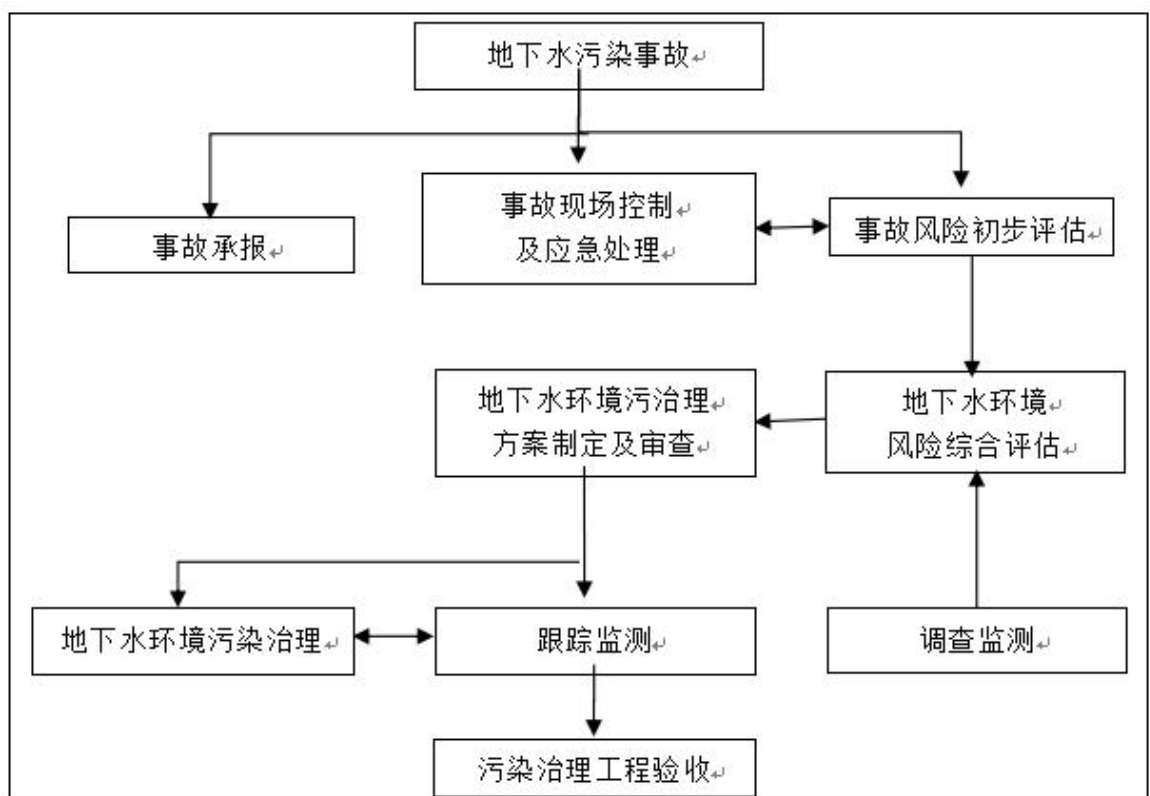 地下水污染事故
事故现场控制
及应急处理
事故承报
事故风险初步评估
地下水环境污治理
方案制定及审查
地下水环境
风险综合评估
地下水环境污染治理
跟踪监测
调查监测
污染治理工程验收